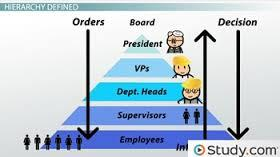 HIERARCHY DEFINED
Orders
Board
Decision
President
VPs
Dept. Heads
Supervisors
Employees
Study.com